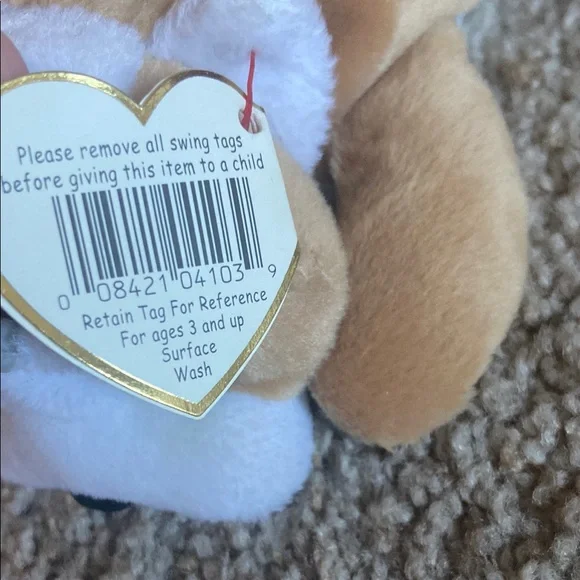 Please remove all swing tags
before giving this item to a child
0 08421 04103 9
Retain Tag For Reference
For ages 3 and up
Surface
Wash